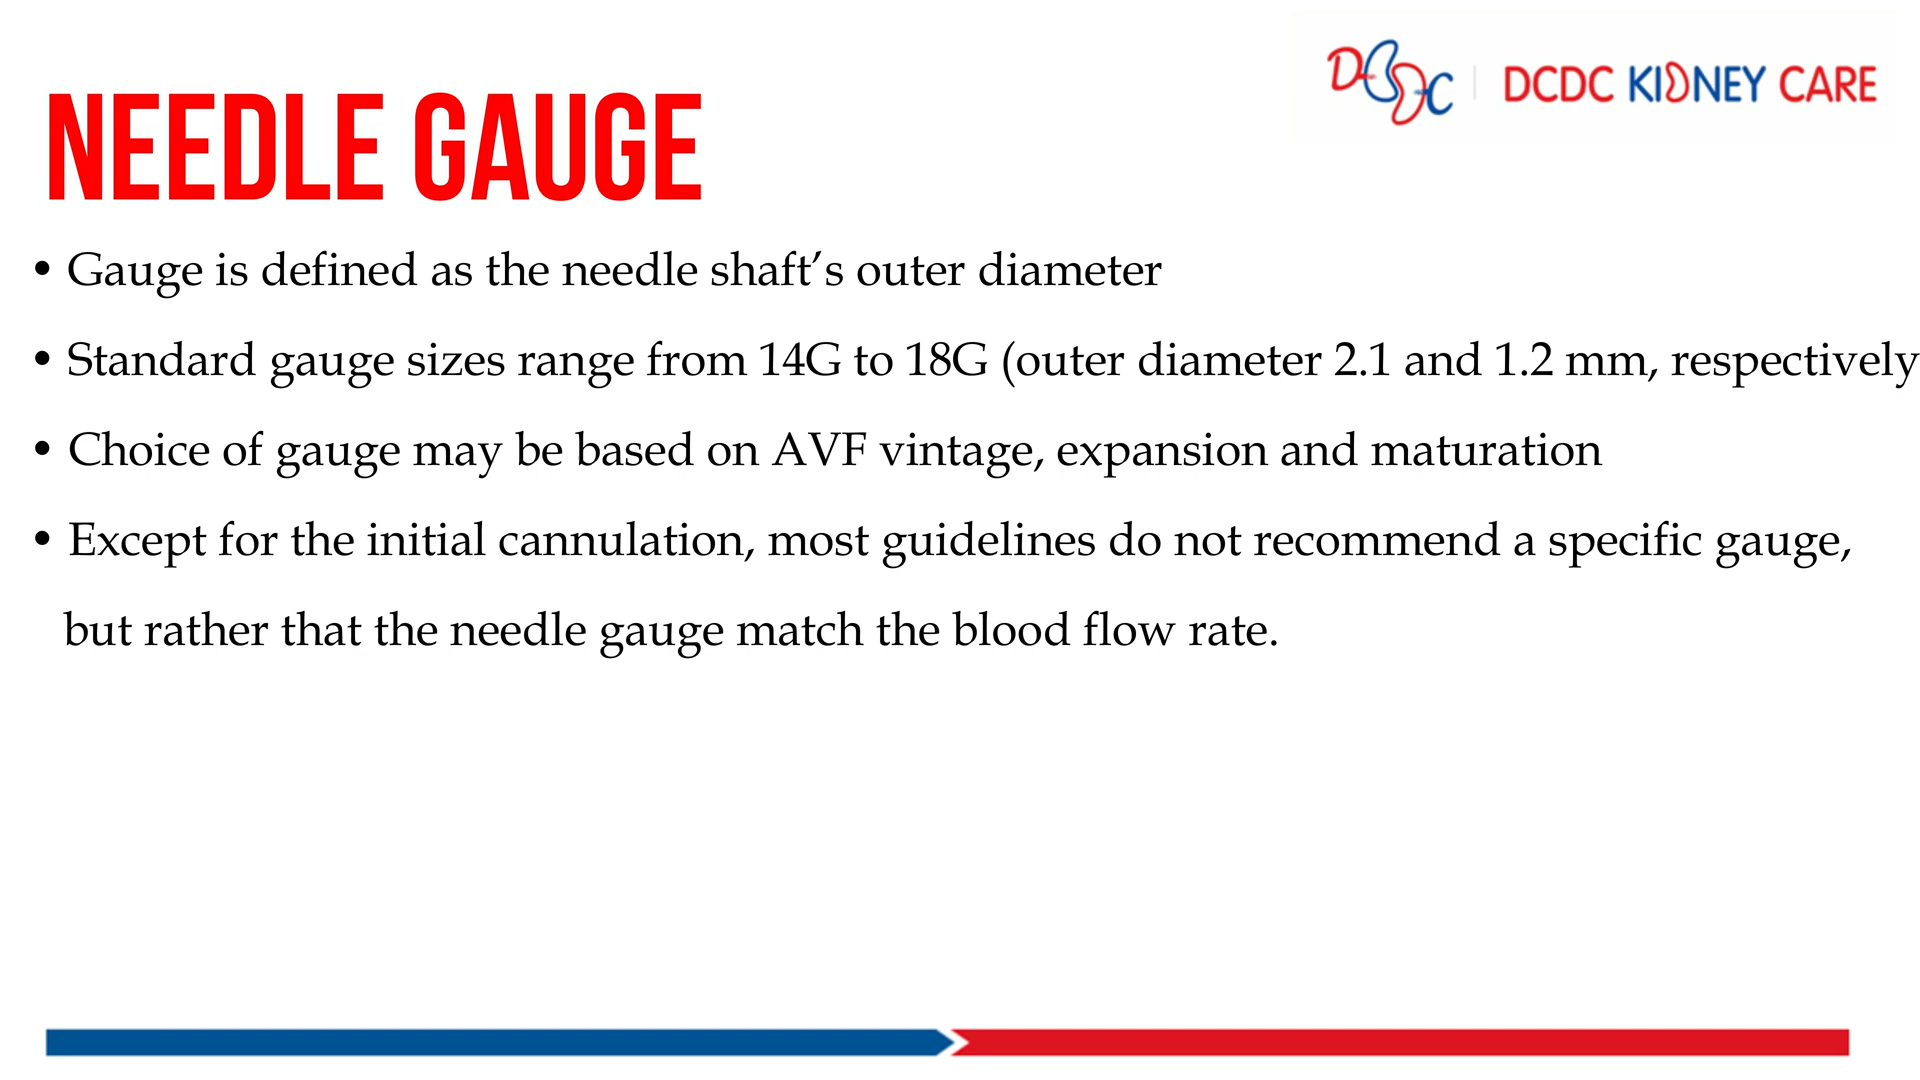 DCDC | DCDC KIDNEY CARE
NEEDLE GAUGE
• Gauge is defined as the needle shaft’s outer diameter
• Standard gauge sizes range from 14G to 18G (outer diameter 2.1 and 1.2 mm, respectively
• Choice of gauge may be based on AVF vintage, expansion and maturation
• Except for the initial cannulation, most guidelines do not recommend a specific gauge,
but rather that the needle gauge match the blood flow rate.